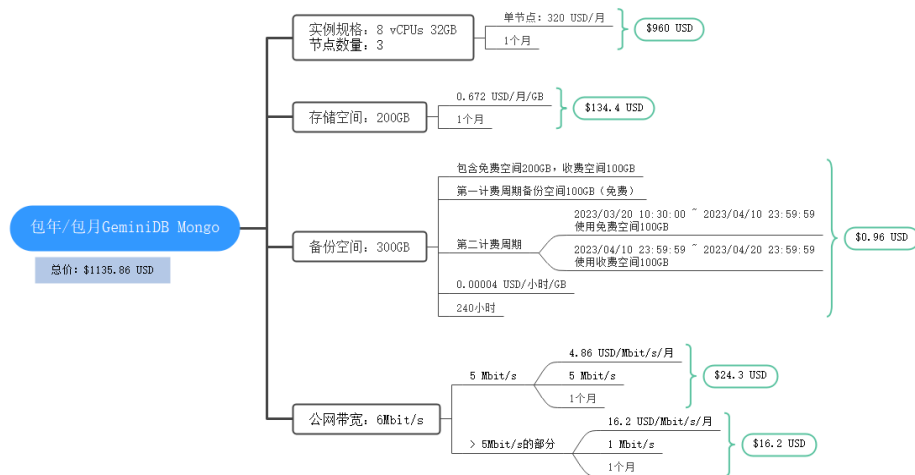 包年/包月GeminiDB Mongo
总价：$1135.86 USD
实例规格：8 vCPUs 32GB
节点数量：3
单节点：320 USD/月
1个月
$960 USD
存储空间：200GB
0.672 USD/月/GB
1个月
$134.4 USD
备份空间：300GB
包含免费空间200GB，收费空间100GB
第一计费周期备份空间100GB（免费）
第二计费周期
2023/03/20 10:30:00 ~ 2023/04/10 23:59:59
使用免费空间100GB
2023/04/10 23:59:59 ~ 2023/04/20 23:59:59
使用收费空间100GB
0.00004 USD/小时/GB
240小时
$0.96 USD
公网带宽：6Mbit/s
5 Mbit/s
4.86 USD/Mbit/s/月
5 Mbit/s
1个月
$24.3 USD
> 5Mbit/s的部分
16.2 USD/Mbit/s/月
1 Mbit/s
1个月
$16.2 USD